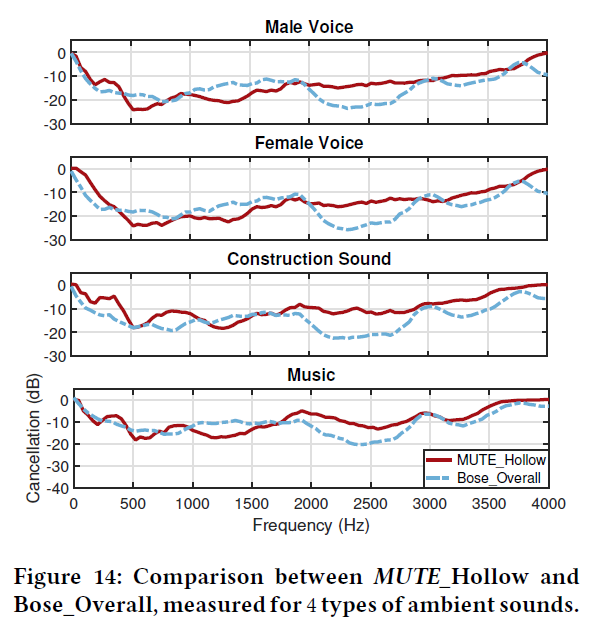 Male Voice
0
-10
-20
-30
Female Voice
0
-10
-20
-30
Construction Sound
0
-10
-20
-30
Music
0
-10
-20
-30
-40
Cancellation (dB)
MUTE_Hollow
Bose_Overall
0 500 1000 1500 2000 2500 3000 3500 4000
Frequency (Hz)
Figure 14: Comparison between MUTE_Hollow and
Bose_Overall, measured for 4 types of ambient sounds.